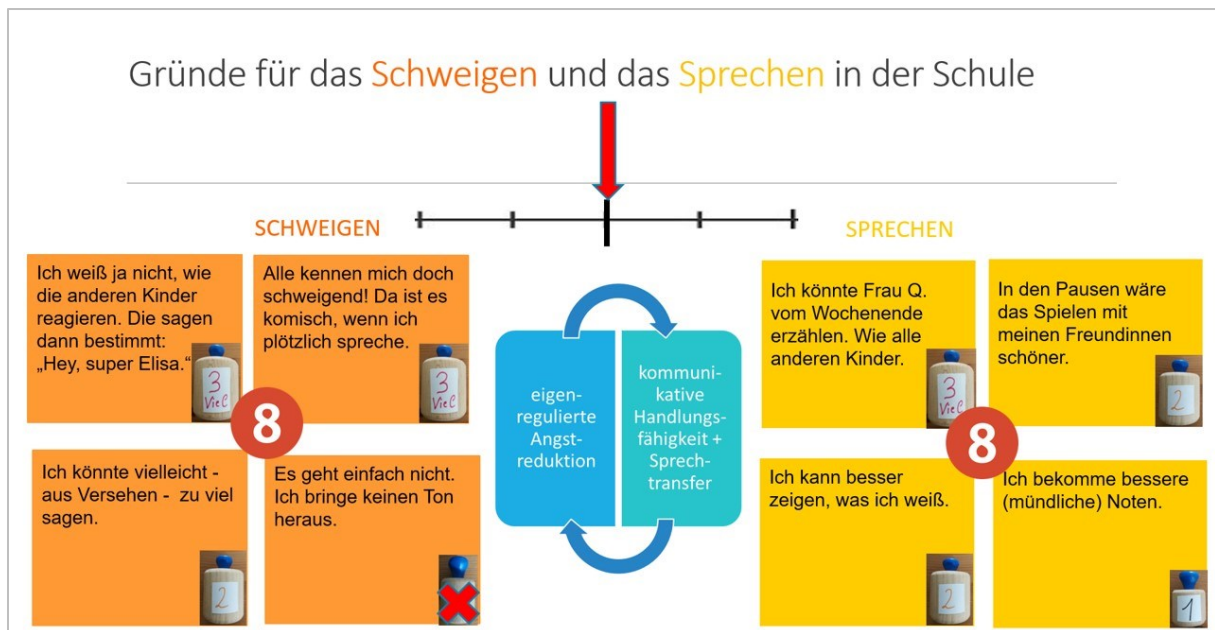 Gründe für das Schweigen und das Sprechen in der Schule
SCHWEIGEN
SPRECHEN
Ich weiß ja nicht, wie
die anderen Kinder
reagieren. Die sagen
dann bestimmt:
„Hey, super Elisa.“
3
Viel
Alle kennen mich doch
schweigend! Da ist es
komisch, wenn ich
plötzlich spreche.
3
Viel
8
Ich könnte vielleicht -
aus Versehen - zu viel
sagen.
2
Es geht einfach nicht.
Ich bringe keinen Ton
heraus.
eigen-
regulierte
Angst-
reduktion
kommuni-
kative
Handlungs-
fähigkeit +
Sprech-
transfer
Ich könnte Frau Q.
vom Wochenende
erzählen. Wie alle
anderen Kinder.
3
Viel
In den Pausen wäre
das Spielen mit
meinen Freundinnen
schöner.
2
8
Ich kann besser
zeigen, was ich weiß.
2
Ich bekomme bessere
(mündliche) Noten.
1